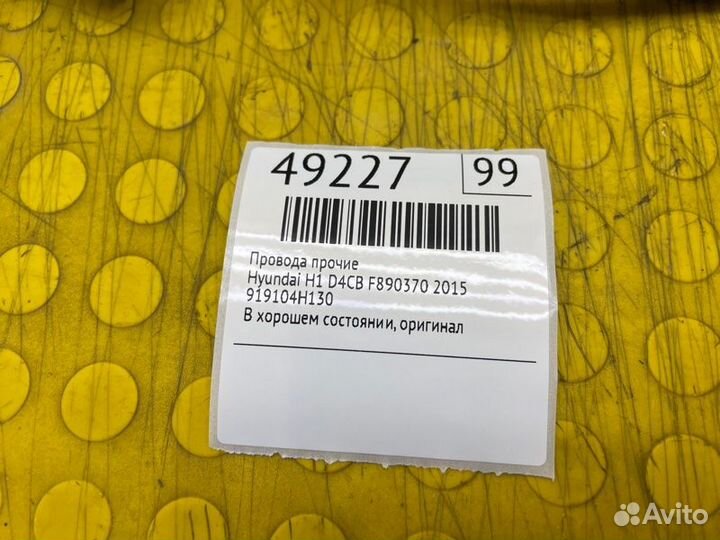 49227 99
Провода прочие
Hyundai H1 D4CB F890370 2015
919104H130
В хорошем состоянии, оригинал
Avito